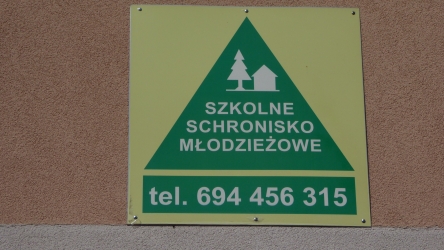 SZKOLNE
SCHRONISKO
MŁODZIEŻOWE
tel. 694 456 315